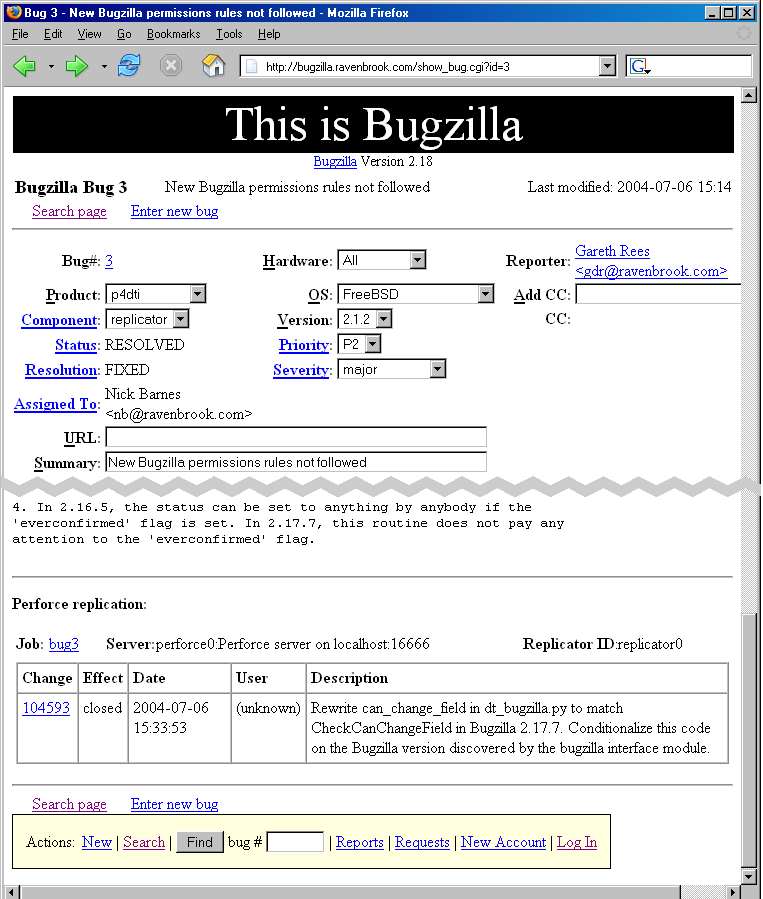 Bug 3 - New Bugzilla permissions rules not followed - Mozilla Firefox
File Edit View Go Bookmarks Tools Help
http://bugzilla.ravenbrook.com/show_bug.cgi?id=3 G
This is Bugzilla
Bugzilla Version 2.18
Bugzilla Bug 3 New Bugzilla permissions rules not followed Last modified: 2004-07-06 15:14
Search page Enter new bug
Bug#: 3 Hardware: All Reporter: Gareth Rees
<gdr@ravenbrook.com>
Product: p4dti OS: FreeBSD Add CC:
Component: replicator Version: 2.1.2 CC:
Status: RESOLVED Priority: P2
Resolution: FIXED Severity: major
Assigned To: Nick Barnes
<nb@ravenbrook.com>
URL:
Summary: New Bugzilla permissions rules not followed
4. In 2.16.5, the status can be set to anything by anybody if the
'everconfirmed' flag is set. In 2.17.7, this routine does not pay any
attention to the 'everconfirmed' flag.
Perforce replication:
Job: bug3 Server:perforce0:Perforce server on localhost:16666 Replicator ID:replicator0
Change Effect Date User Description
104593 closed 2004-07-06 (unknown) Rewrite can_change_field in dt_bugzilla.py to match
15:33:53 CheckCanChangeField in Bugzilla 2.17.7. Conditionalize this code
on the Bugzilla version discovered by the bugzilla interface module.
Search page Enter new bug
Actions: New | Search | Find bug # | Reports | Requests | New Account | Log In